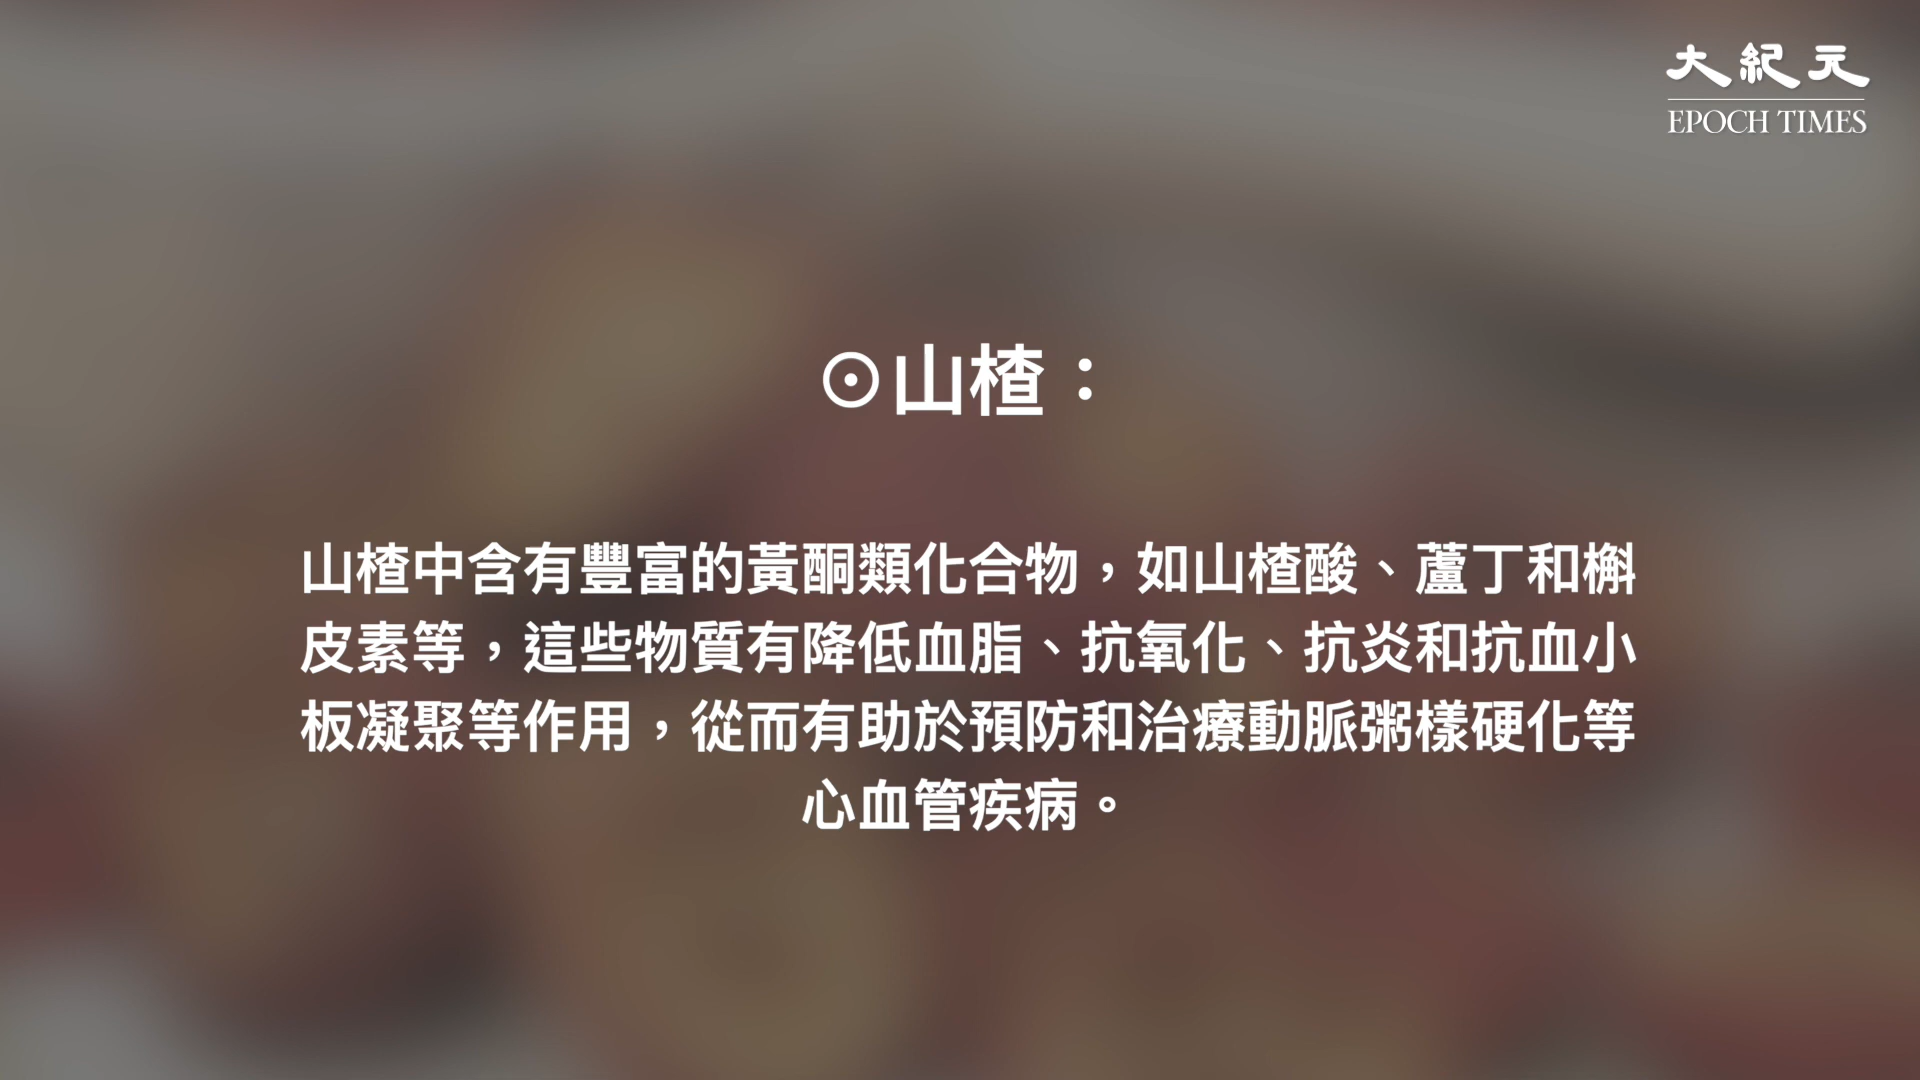 大紀元
EPOCH TIMES
⊙山楂：
山楂中含有豐富的黃酮類化合物，如山楂酸、蘆丁和槲
皮素等，這些物質有降低血脂、抗氧化、抗炎和抗血小
板凝聚等作用，從而有助於預防和治療動脈粥樣硬化等
心血管疾病。